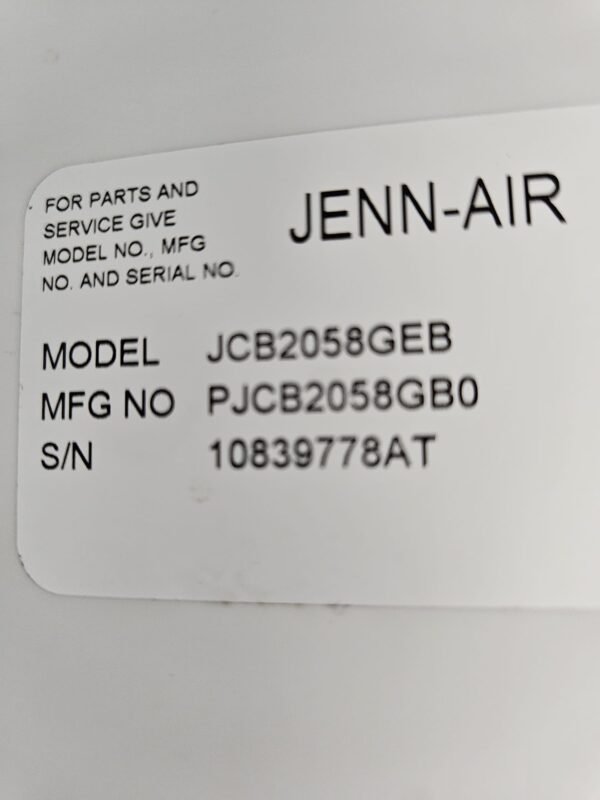 FOR PARTS AND
SERVICE GIVE
MODEL NO., MFG
NO. AND SERIAL NO.
JENN-AIR
MODEL JCB2058GEB
MFG NO PJCB2058GB0
S/N 10839778AT